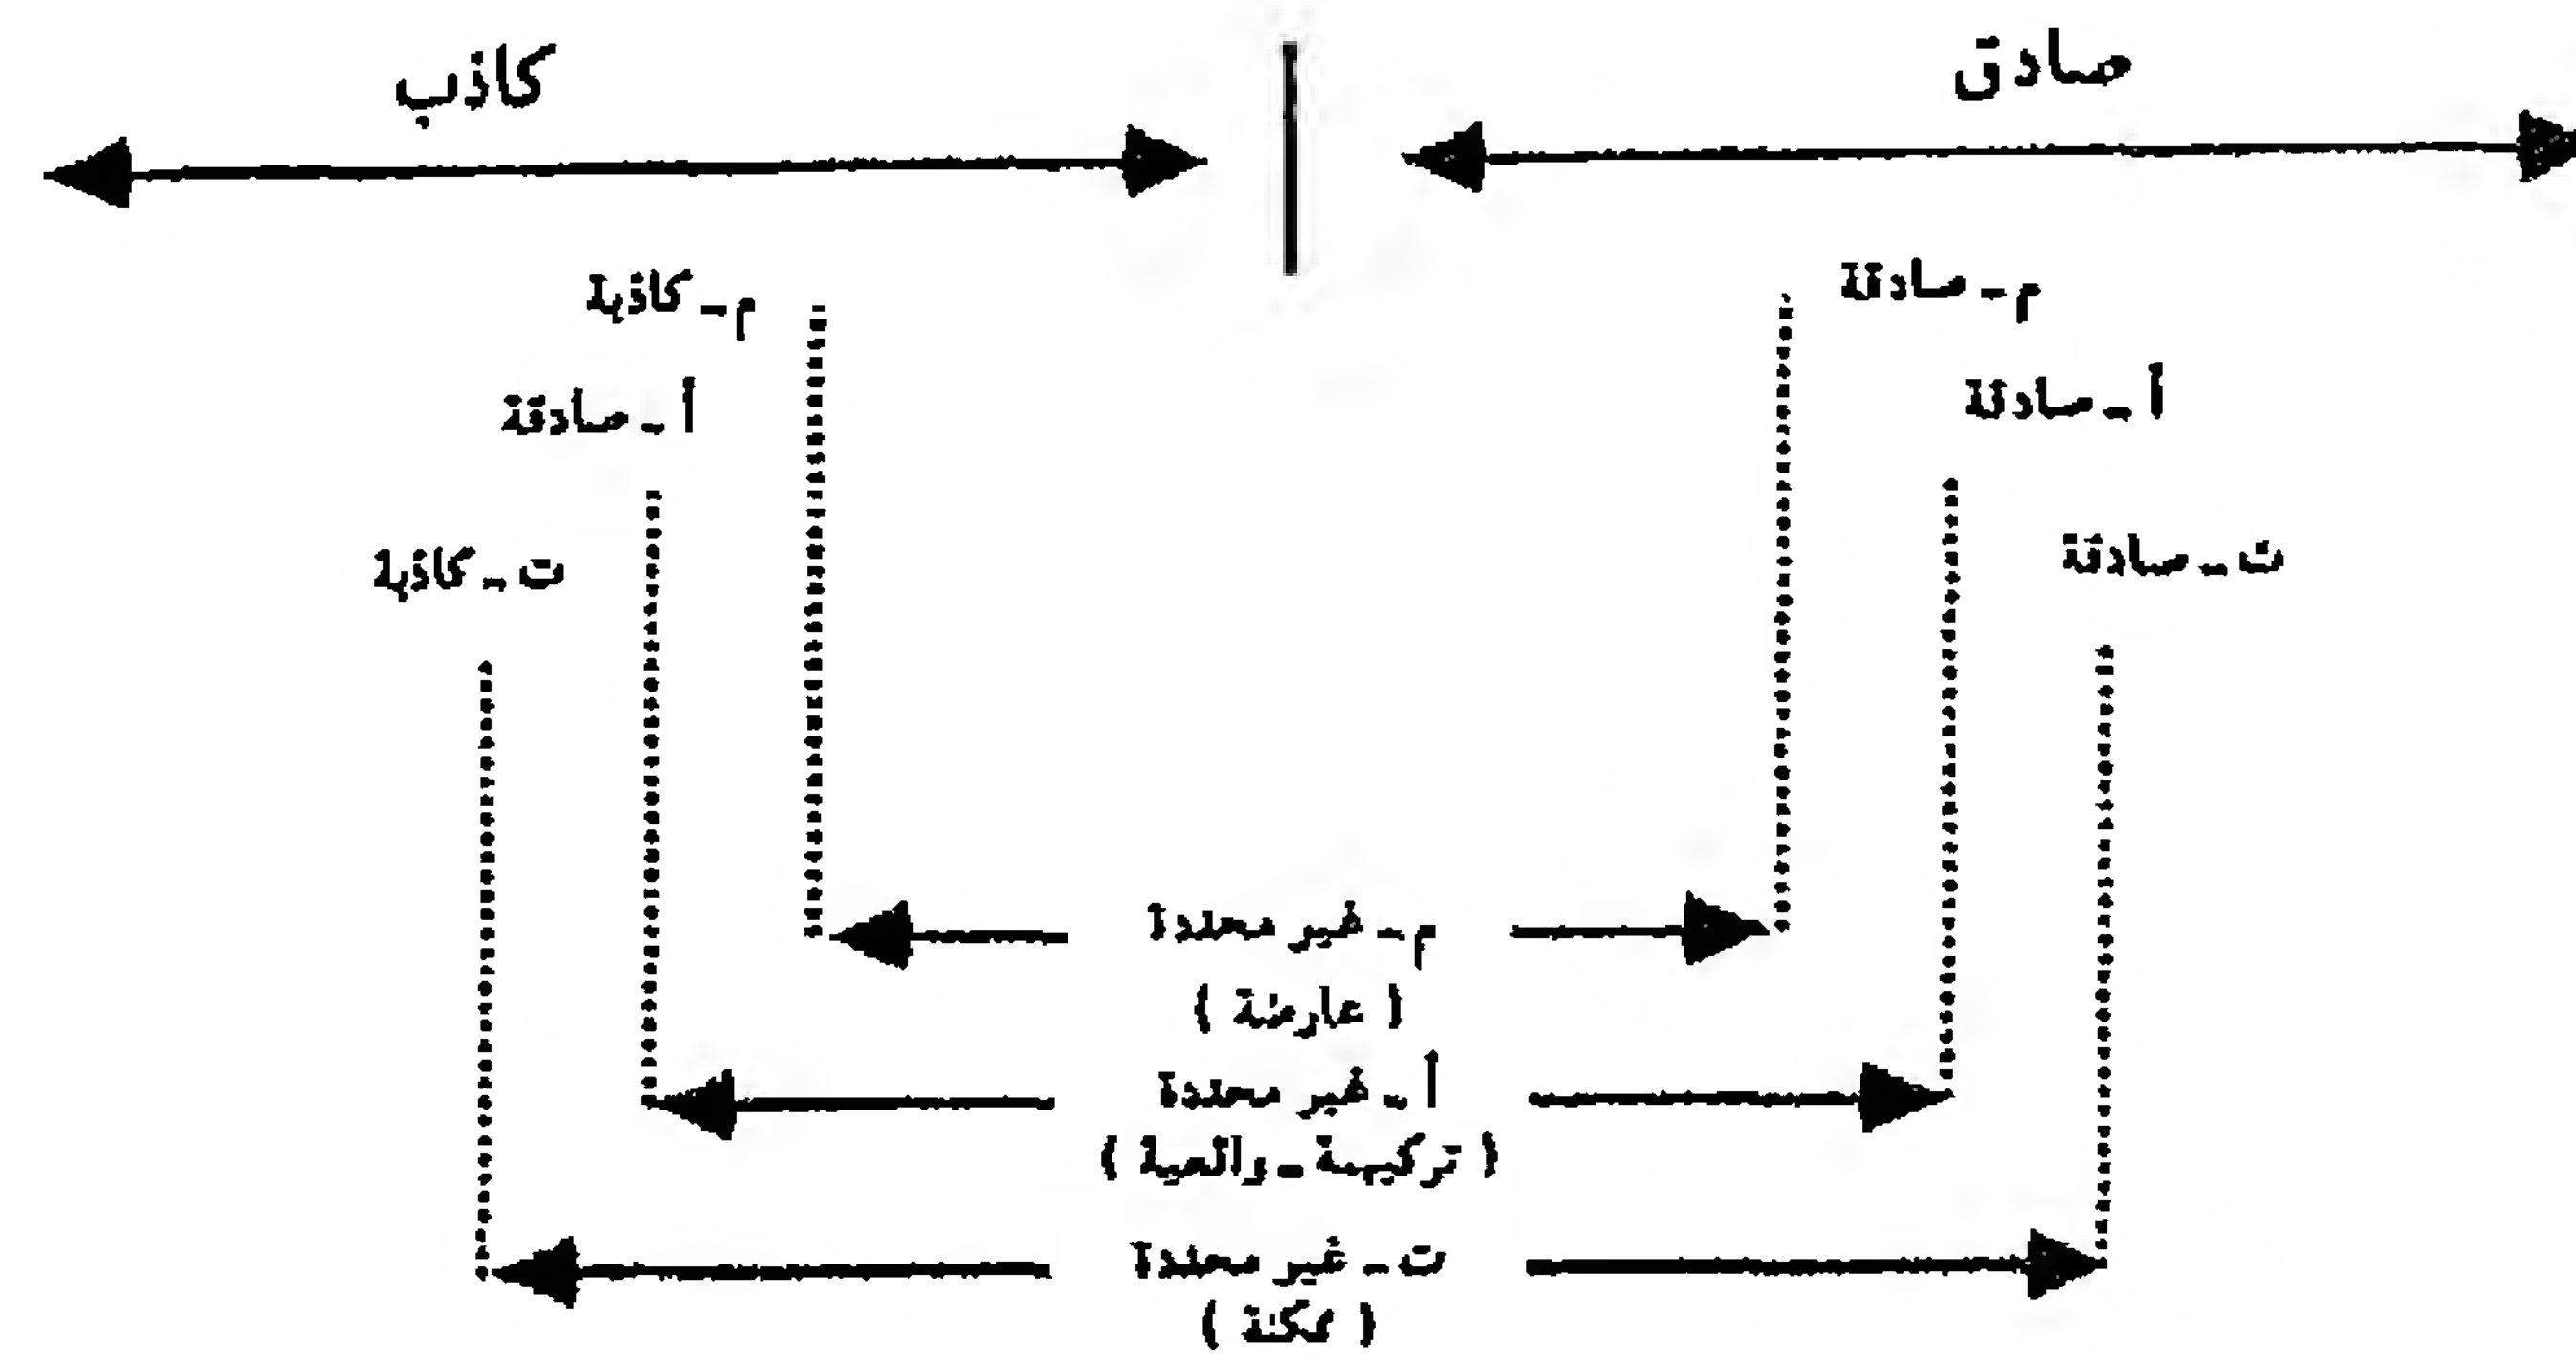 صادق
كاذب
م ـ صادقة
م ـ كاذبة
أ ـ صادقة
أ ـ صادقة
ت ـ صادقة
ت ـ كاذبة
م ـ غير محددة
( عارضة )
أ ـ غير محددة
( تركيبية ـ واقعية )
ت ـ غير محددة
( ممكنة )